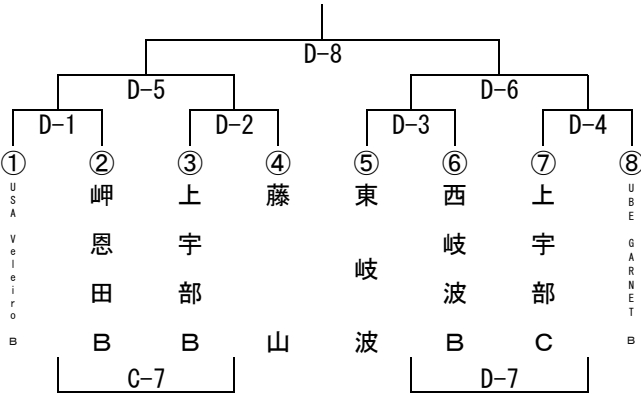 D-8
D-5
D-6
D-1
D-2
D-3
D-4
①
②
③
④
⑤
⑥
⑦
⑧
USA Veleiro B
岬恩田B
上宇部B
藤山
東岐波
西岐波B
上宇部C
UBE GARNET B
C-7
D-7